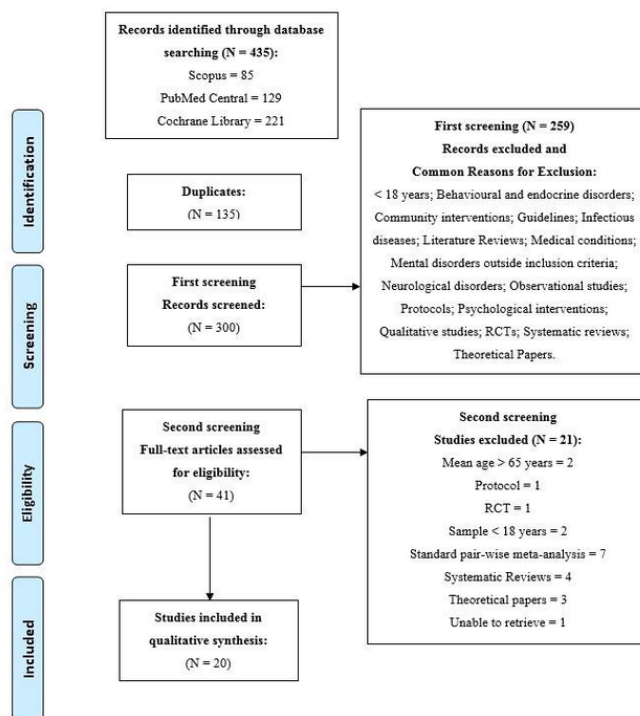 Records identified through database
searching (N = 435):
Scopus = 85
PubMed Central = 129
Cochrane Library = 221
Identification
Duplicates:
(N = 135)
First screening (N = 259)
Records excluded and
Common Reasons for Exclusion:
< 18 years; Behavioural and endocrine disorders;
Community interventions; Guidelines; Infectious
diseases; Literature Reviews; Medical conditions;
Mental disorders outside inclusion criteria;
Neurological disorders; Observational studies;
Protocols; Psychological interventions;
Qualitative studies; RCTs; Systematic reviews;
Theoretical Papers.
Screening
First screening
Records screened:
(N = 300)
Eligibility
Second screening
Full-text articles assessed
for eligibility:
(N = 41)
Second screening
Studies excluded (N = 21):
Mean age > 65 years = 2
Protocol = 1
RCT = 1
Sample < 18 years = 2
Standard pair-wise meta-analysis = 7
Systematic Reviews = 4
Theoretical papers = 3
Unable to retrieve = 1
Included
Studies included in
qualitative synthesis:
(N = 20)